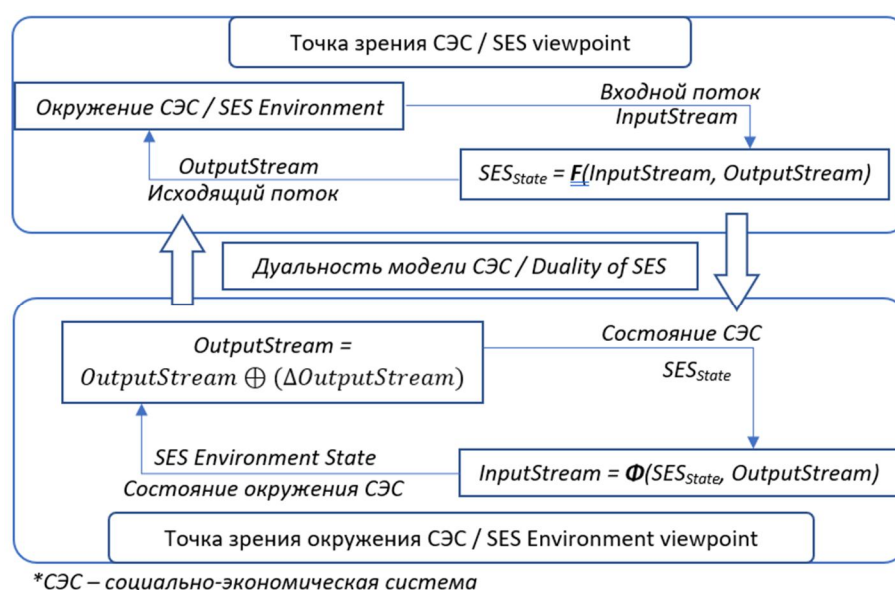 Точка зрения СЭС / SES viewpoint
Окружение СЭС / SES Environment
Входной поток
InputStream
OutputStream
Исходящий поток
SES_State = F(InputStream, OutputStream)
Дуальность модели СЭС / Duality of SES
OutputStream =
OutputStream ⊕ (ΔOutputStream)
Состояние СЭС
SES_State
SES Environment State
Состояние окружения СЭС
InputStream = Ф(SES_State, OutputStream)
Точка зрения окружения СЭС / SES Environment viewpoint
*СЭС – социально-экономическая система